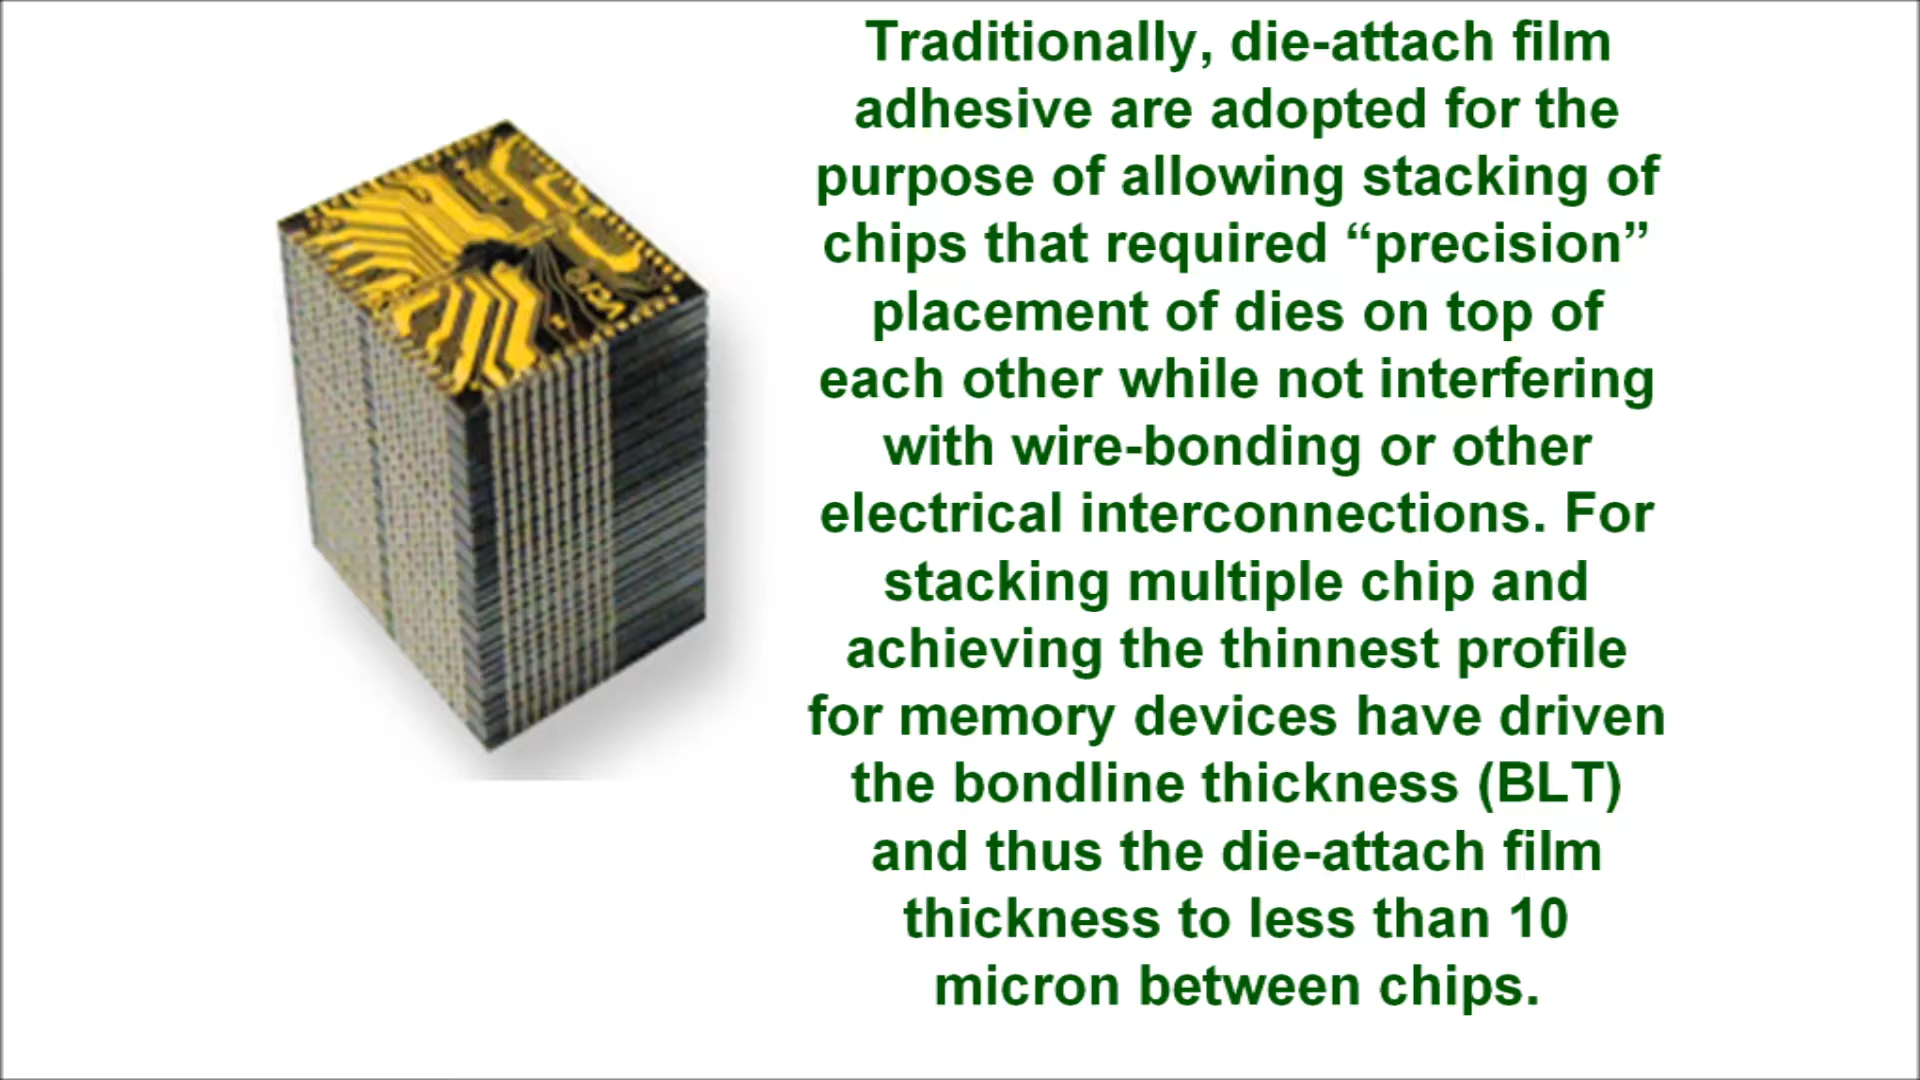 Traditionally, die-attach film
adhesive are adopted for the
purpose of allowing stacking of
chips that required “precision”
placement of dies on top of
each other while not interfering
with wire-bonding or other
electrical interconnections. For
stacking multiple chip and
achieving the thinnest profile
for memory devices have driven
the bondline thickness (BLT)
and thus the die-attach film
thickness to less than 10
micron between chips.